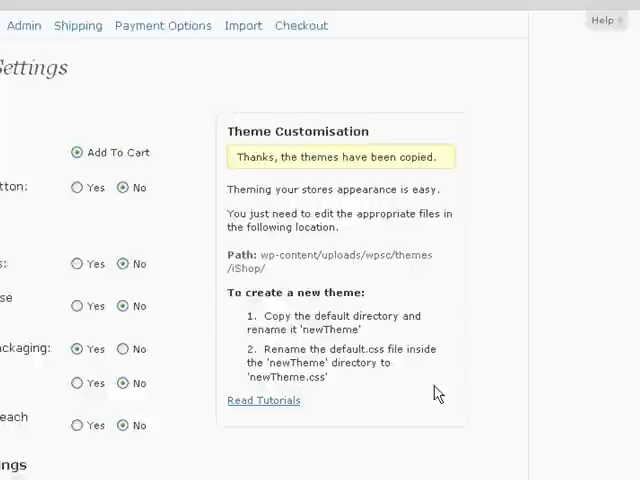 Admin Shipping Payment Options Import Checkout
Help
Settings
Theme Customisation
Thanks, the themes have been copied.
Add To Cart
Theming your stores appearance is easy.
tton: Yes No
You just need to edit the appropriate files in
the following location.
Path: wp-content/uploads/wpsc/themes
/iShop/
s: Yes No
To create a new theme:
se
Yes No
1. Copy the default directory and
rename it 'newTheme'
ackaging: Yes No
2. Rename the default.css file inside
the 'newTheme' directory to
'newTheme.css'
Yes No
Read Tutorials
each
Yes No
ngs